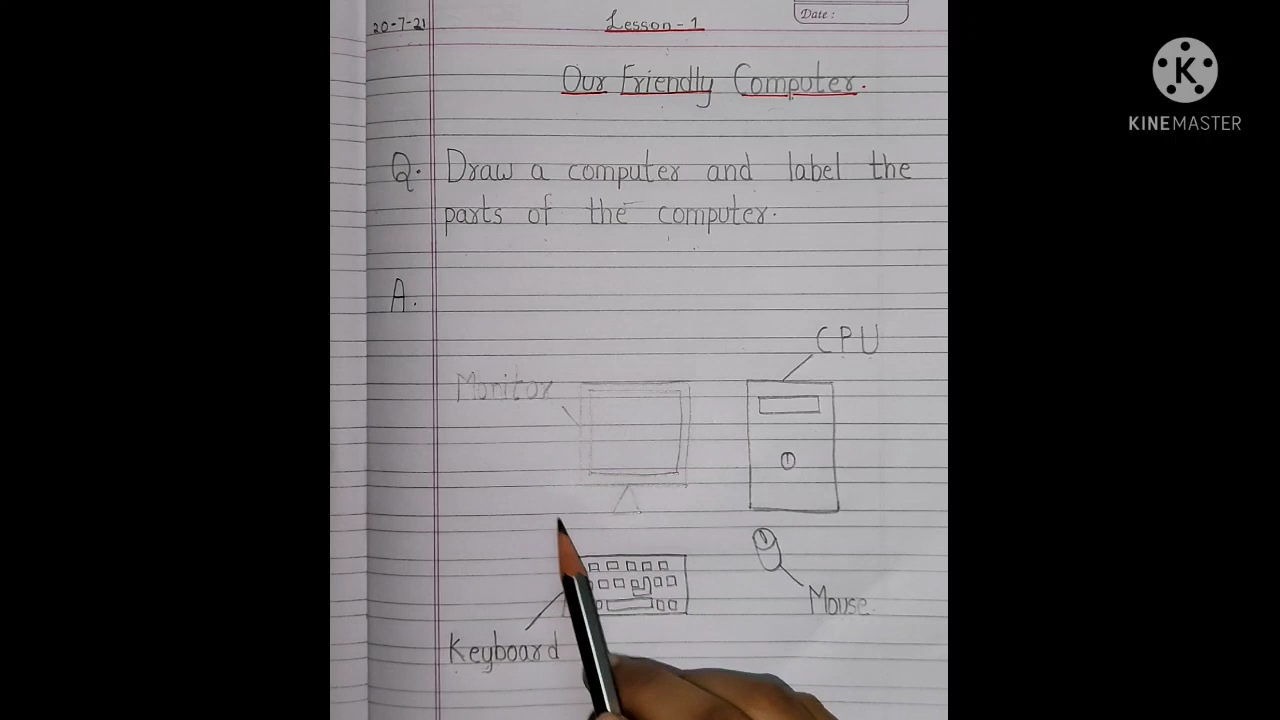 20-7-21
Lesson-1
Date :
Our Friendly Computer.
Q. Draw a computer and label the
parts of the computer.
A.
CPU
Monitor
Mouse.
Keyboard
K
KINEMASTER